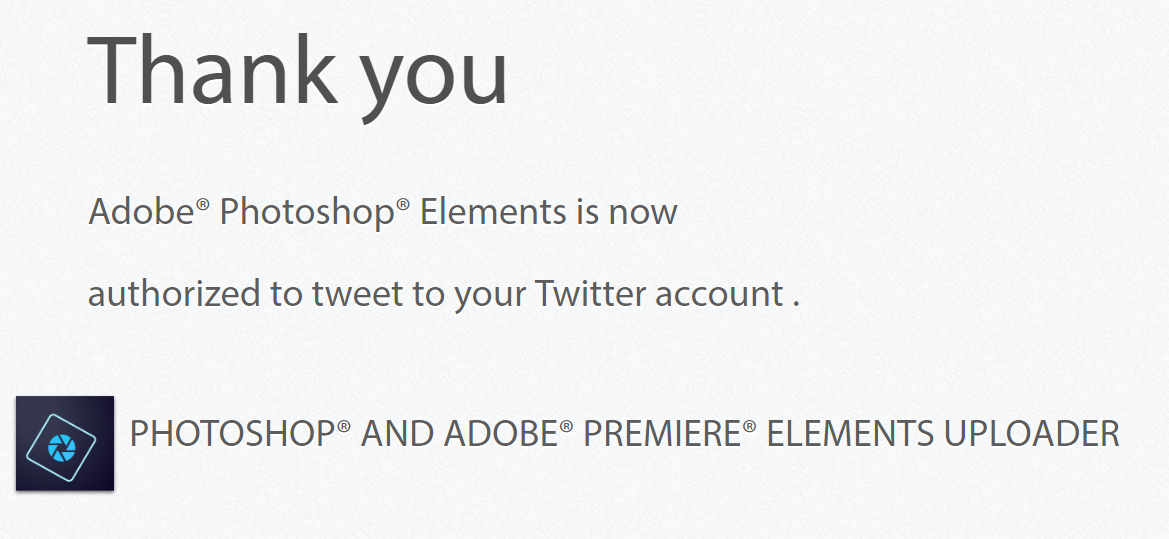 Thank you
Adobe® Photoshop® Elements is now
authorized to tweet to your Twitter account .
PHOTOSHOP® AND ADOBE® PREMIERE® ELEMENTS UPLOADER